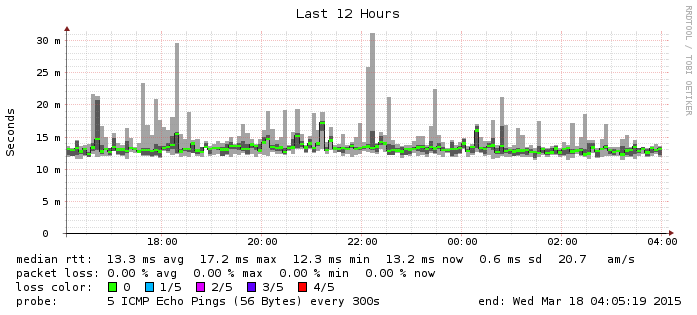 Last 12 Hours
RRDTOOL / TOBI OETIKER
Seconds
30 m
25 m
20 m
15 m
10 m
5 m
0
18:00 20:00 22:00 00:00 02:00 04:00
median rtt: 13.3 ms avg 17.2 ms max 12.3 ms min 13.2 ms now 0.6 ms sd 20.7 am/s
packet loss: 0.00 % avg 0.00 % max 0.00 % min 0.00 % now
loss color: 0 1/5 2/5 3/5 4/5
probe: 5 ICMP Echo Pings (56 Bytes) every 300s end: Wed Mar 18 04:05:19 2015